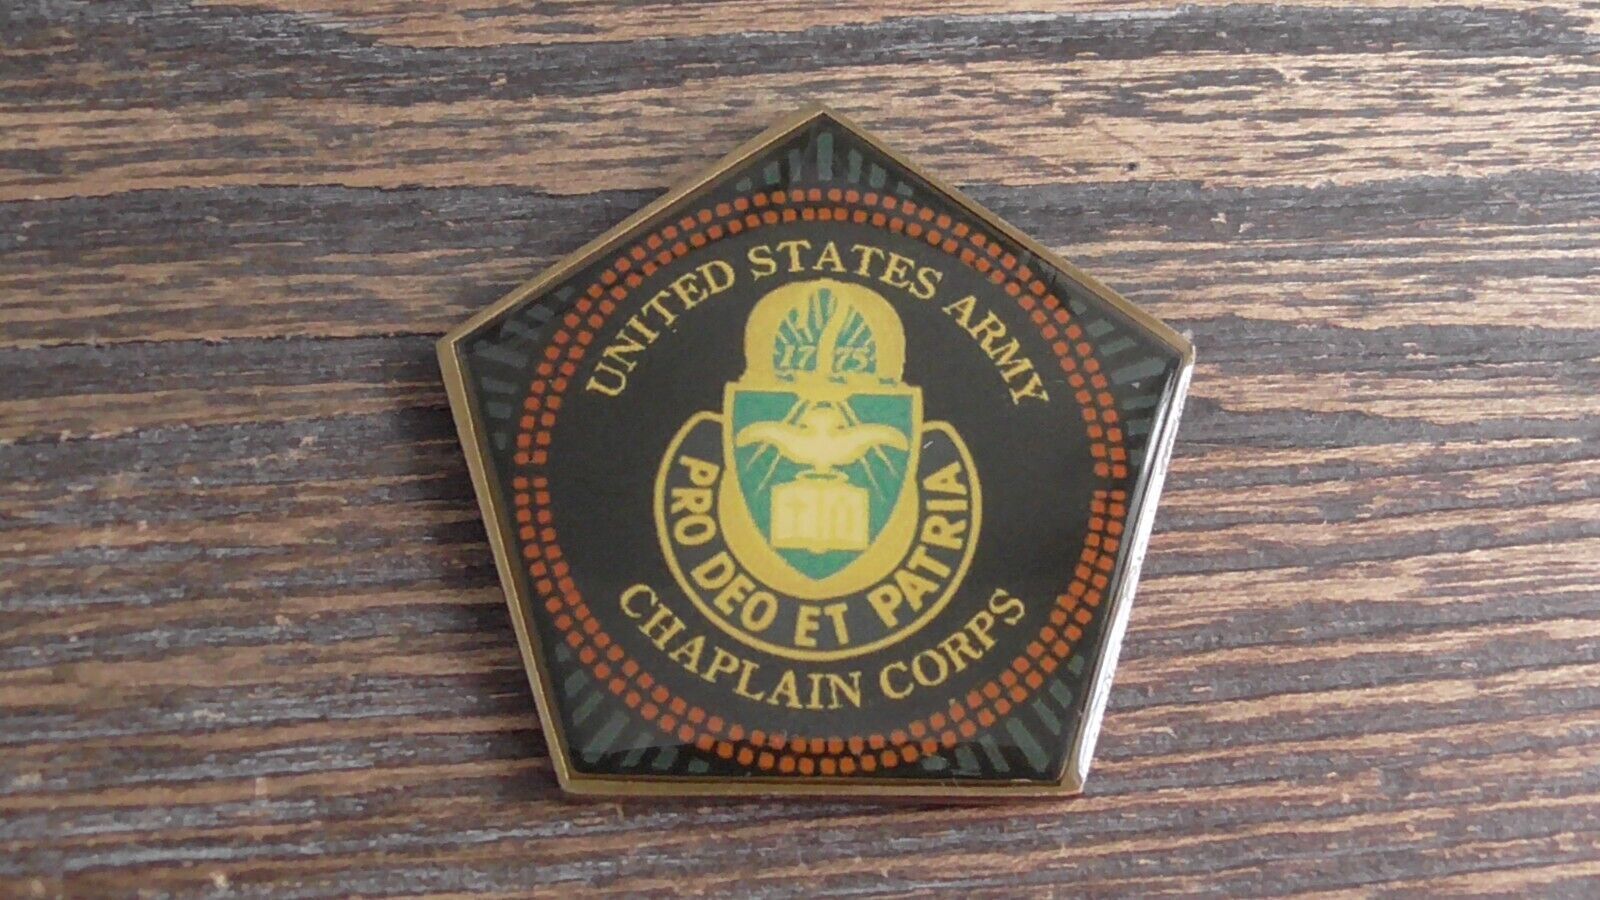 UNITED STATES ARMY
1775
PRO DEO ET PATRIA
CHAPLAIN CORPS